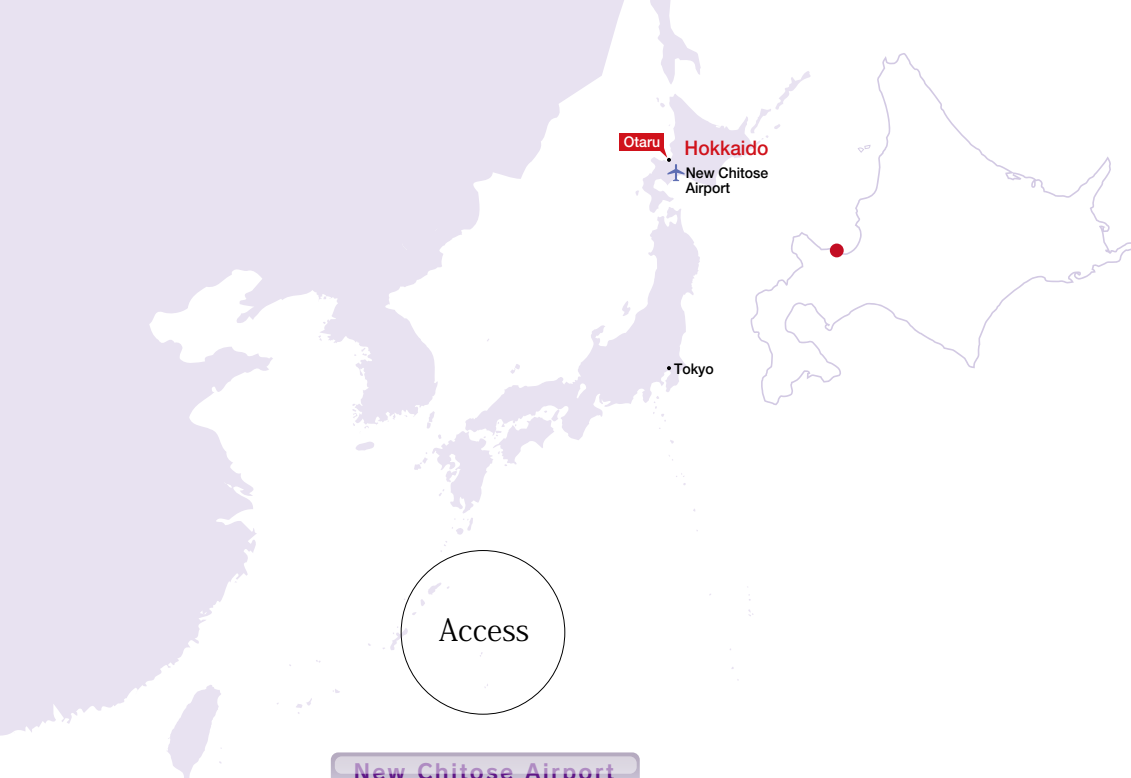 Otaru
Hokkaido
New Chitose
Airport
Tokyo
Access
New Chitose Airport